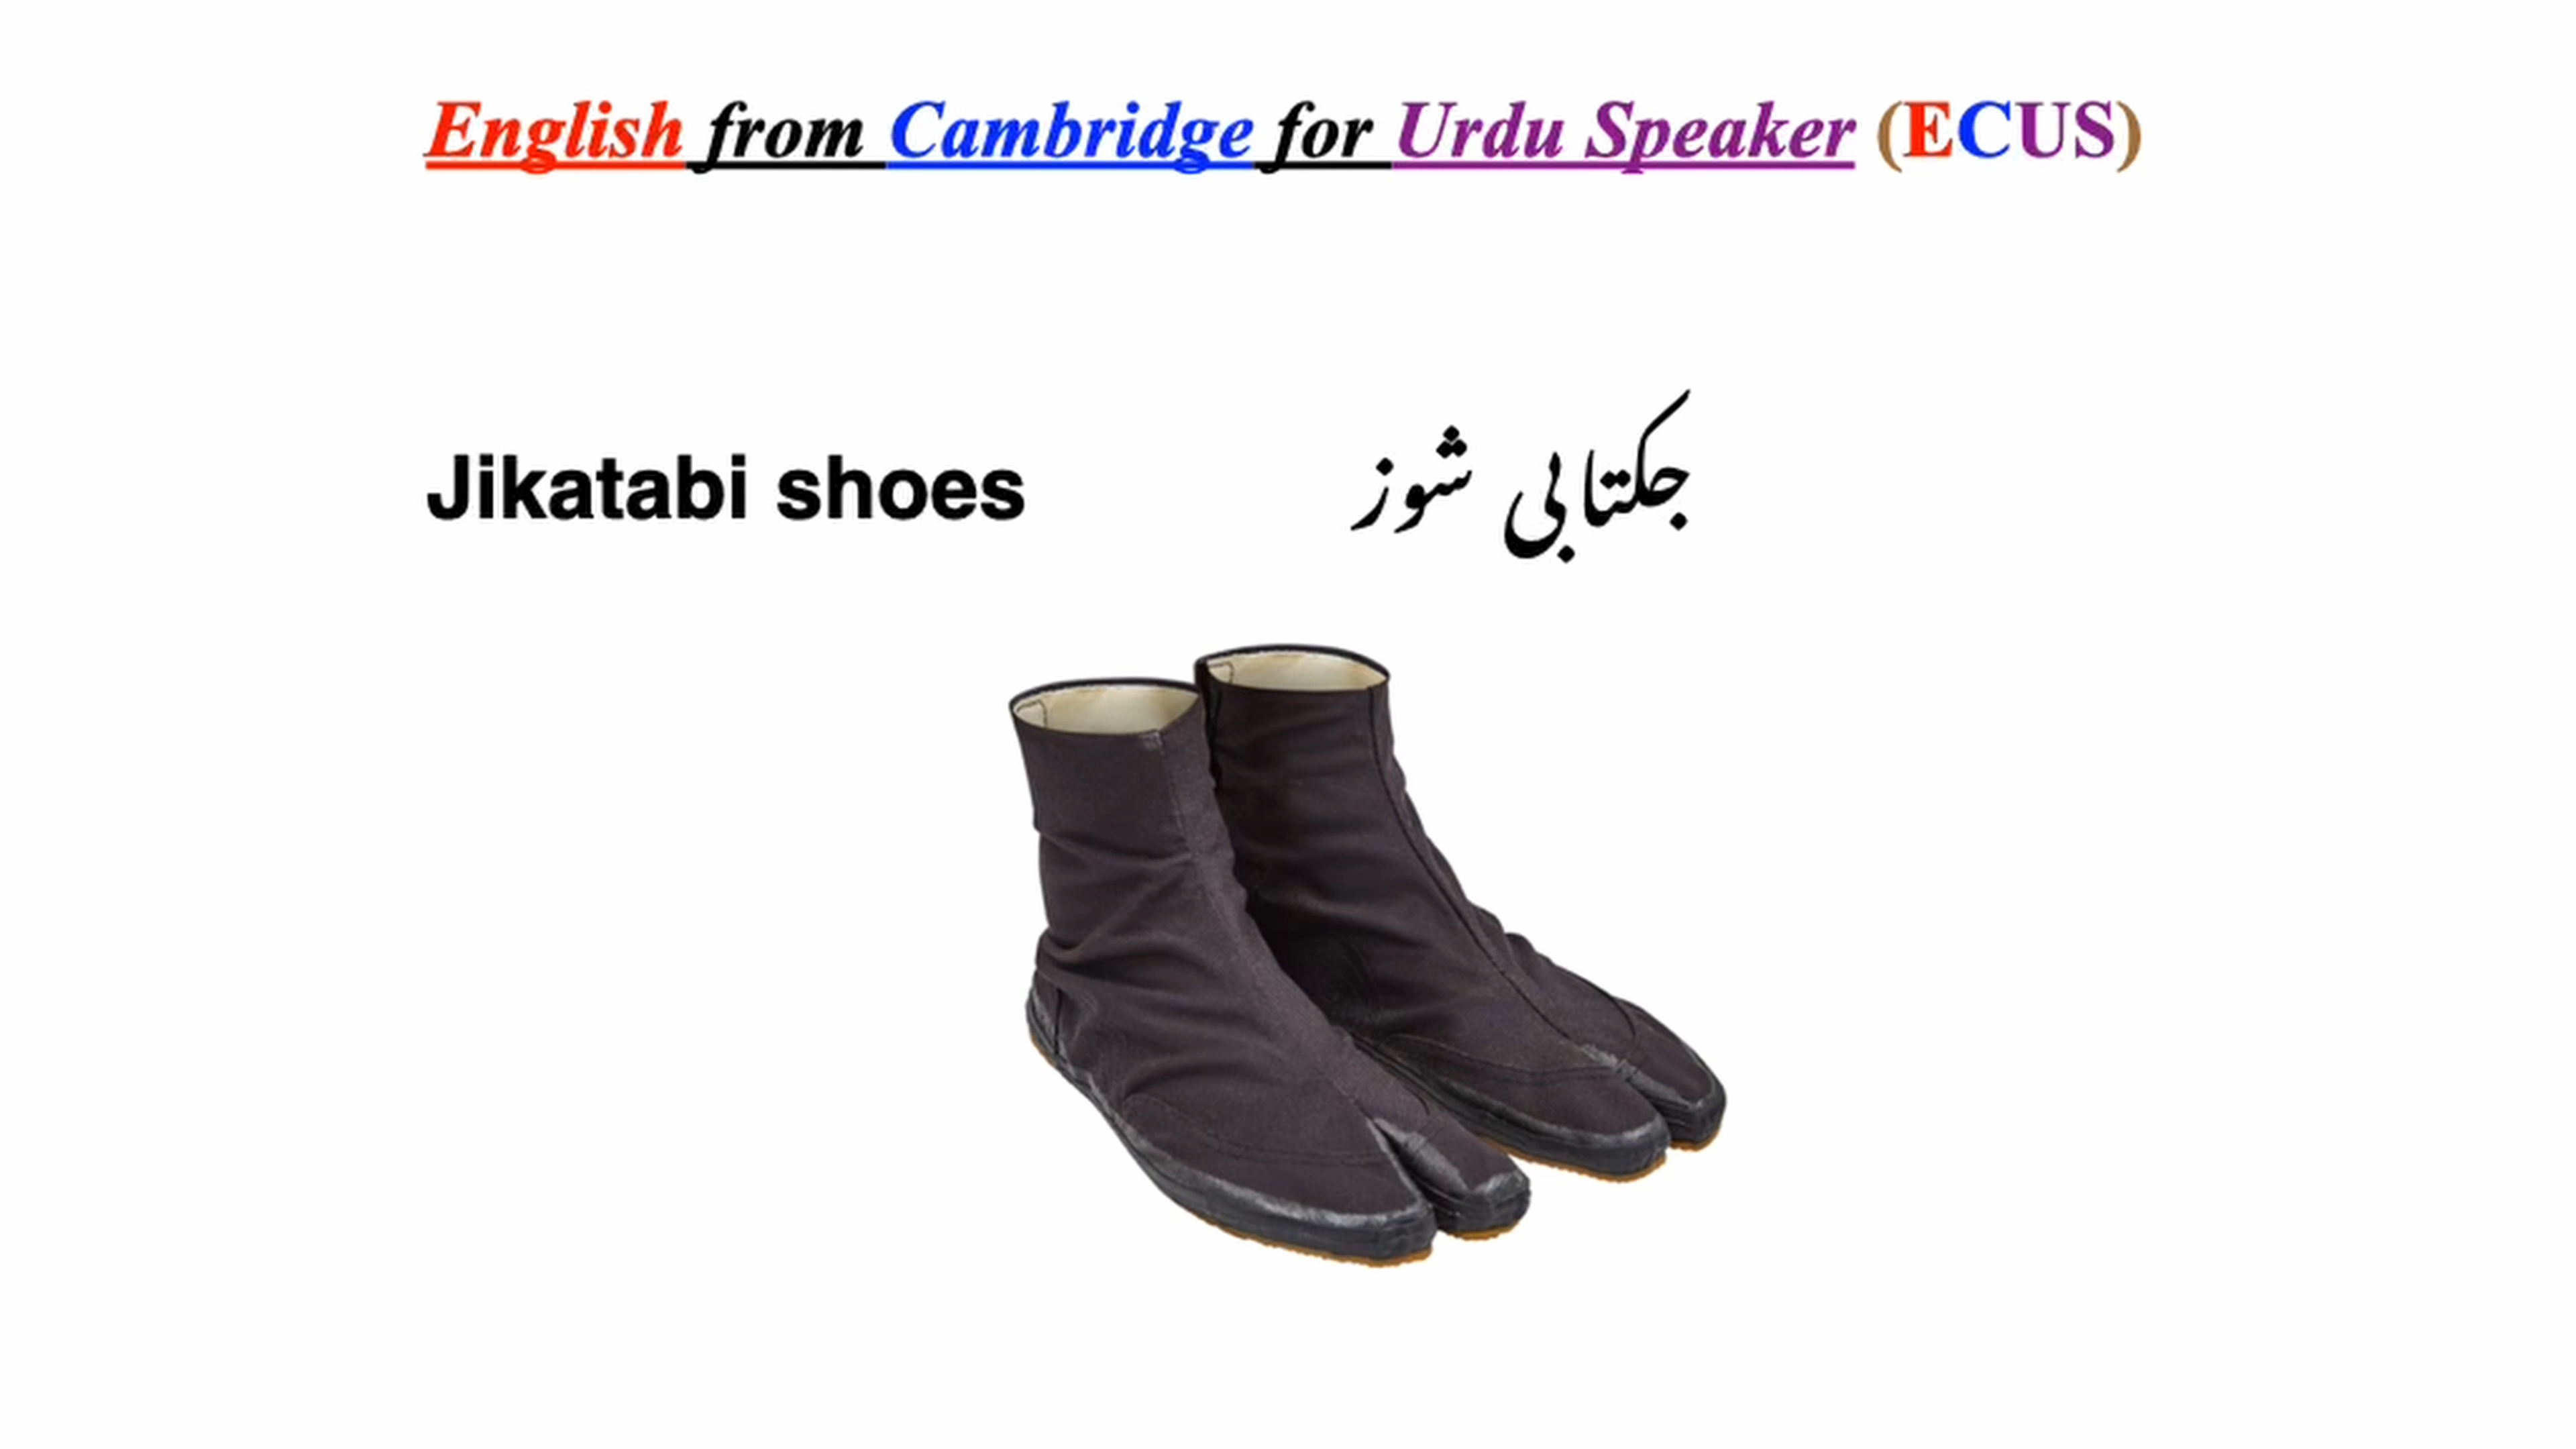 English from Cambridge for Urdu Speaker (ECUS)
Jikatabi shoes
جکتابی شوز